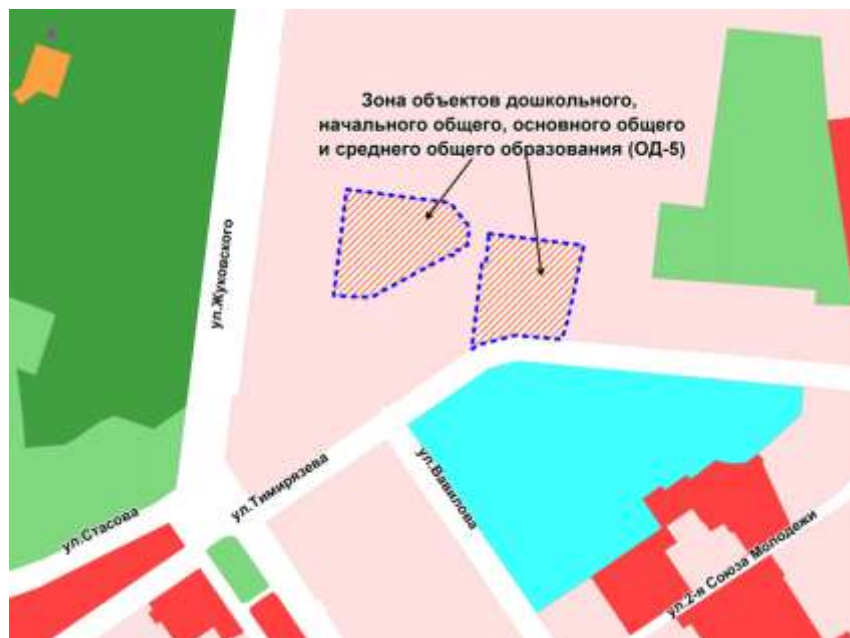 Зона объектов дошкольного,
начального общего, основного общего
и среднего общего образования (ОД-5)
ул.Жуковского
ул.Тимирязева
ул.Вавилова
ул.Стасова
ул.2-я Союза Молодежи